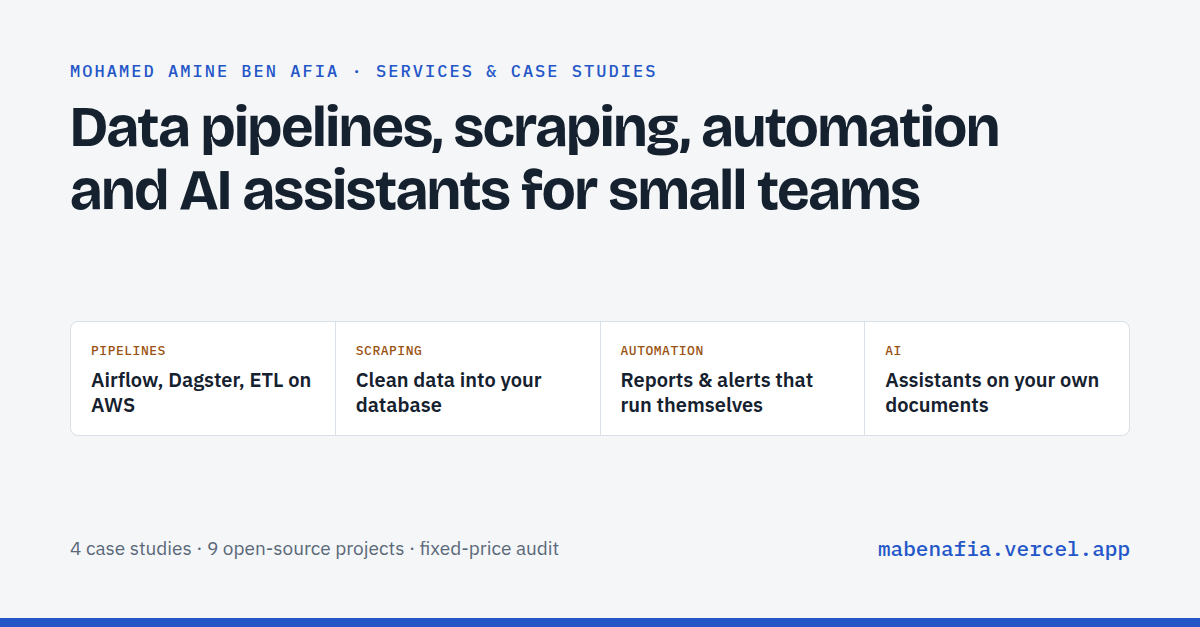 MOHAMED AMINE BEN AFIA · SERVICES & CASE STUDIES
Data pipelines, scraping, automation
and AI assistants for small teams
PIPELINES
Airflow, Dagster, ETL on
AWS
SCRAPING
Clean data into your
database
AUTOMATION
Reports & alerts that
run themselves
AI
Assistants on your own
documents
4 case studies · 9 open-source projects · fixed-price audit
mabenafia.vercel.app